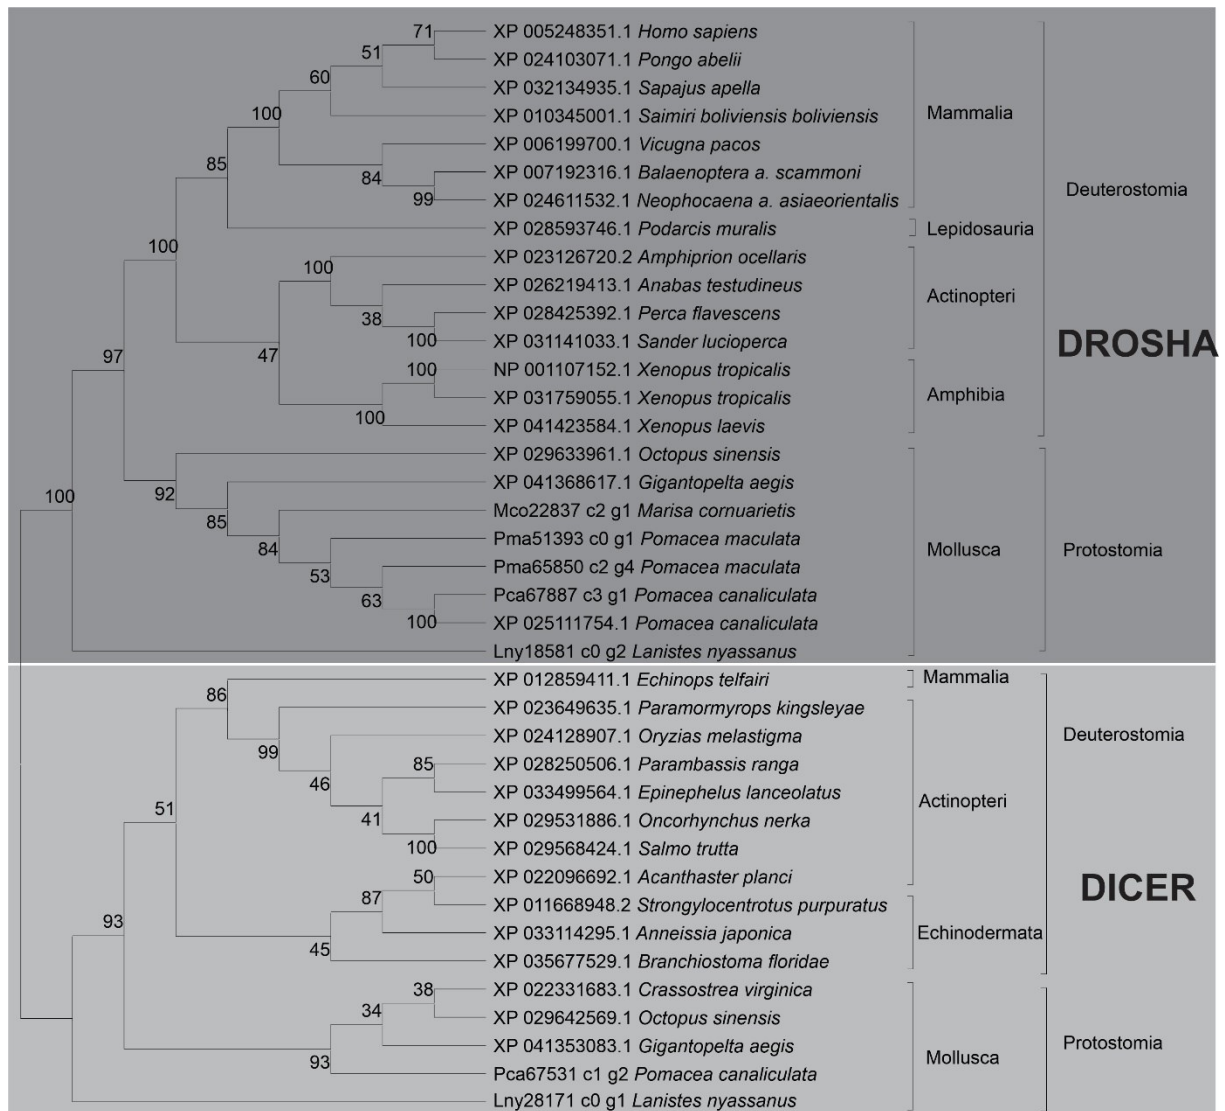 71
XP 005248351.1 Homo sapiens
51
XP 024103071.1 Pongo abelii
60
XP 032134935.1 Sapajus apella
100
XP 010345001.1 Saimiri boliviensis boliviensis
Mammalia
XP 006199700.1 Vicugna pacos
85
84
XP 007192316.1 Balaenoptera a. scammoni
99
XP 024611532.1 Neophocaena a. asiaeorientalis
Deuterostomia
XP 028593746.1 Podarcis muralis
Lepidosauria
100
XP 023126720.2 Amphiprion ocellaris
100
XP 026219413.1 Anabas testudineus
Actinopteri
38
XP 028425392.1 Perca flavescens
100
XP 031141033.1 Sander lucioperca
DROSHA
97
47
100
NP 001107152.1 Xenopus tropicalis
XP 031759055.1 Xenopus tropicalis
Amphibia
100
XP 041423584.1 Xenopus laevis
XP 029633961.1 Octopus sinensis
100
92
XP 041368617.1 Gigantopelta aegis
85
Mco22837 c2 g1 Marisa cornuarietis
84
Pma51393 c0 g1 Pomacea maculata
Mollusca
Protostomia
53
Pma65850 c2 g4 Pomacea maculata
63
Pca67887 c3 g1 Pomacea canaliculata
100
XP 025111754.1 Pomacea canaliculata
Lny18581 c0 g2 Lanistes nyassanus
86
XP 012859411.1 Echinops telfairi
Mammalia
XP 023649635.1 Paramormyrops kingsleyae
99
XP 024128907.1 Oryzias melastigma
Deuterostomia
46
85
XP 028250506.1 Parambassis ranga
51
41
XP 033499564.1 Epinephelus lanceolatus
Actinopteri
XP 029531886.1 Oncorhynchus nerka
100
XP 029568424.1 Salmo trutta
50
XP 022096692.1 Acanthaster planci
DICER
87
XP 011668948.2 Strongylocentrotus purpuratus
93
XP 033114295.1 Anneissia japonica
Echinodermata
45
XP 035677529.1 Branchiostoma floridae
38
XP 022331683.1 Crassostrea virginica
34
XP 029642569.1 Octopus sinensis
XP 041353083.1 Gigantopelta aegis
Mollusca
Protostomia
93
Pca67531 c1 g2 Pomacea canaliculata
Lny28171 c0 g1 Lanistes nyassanus